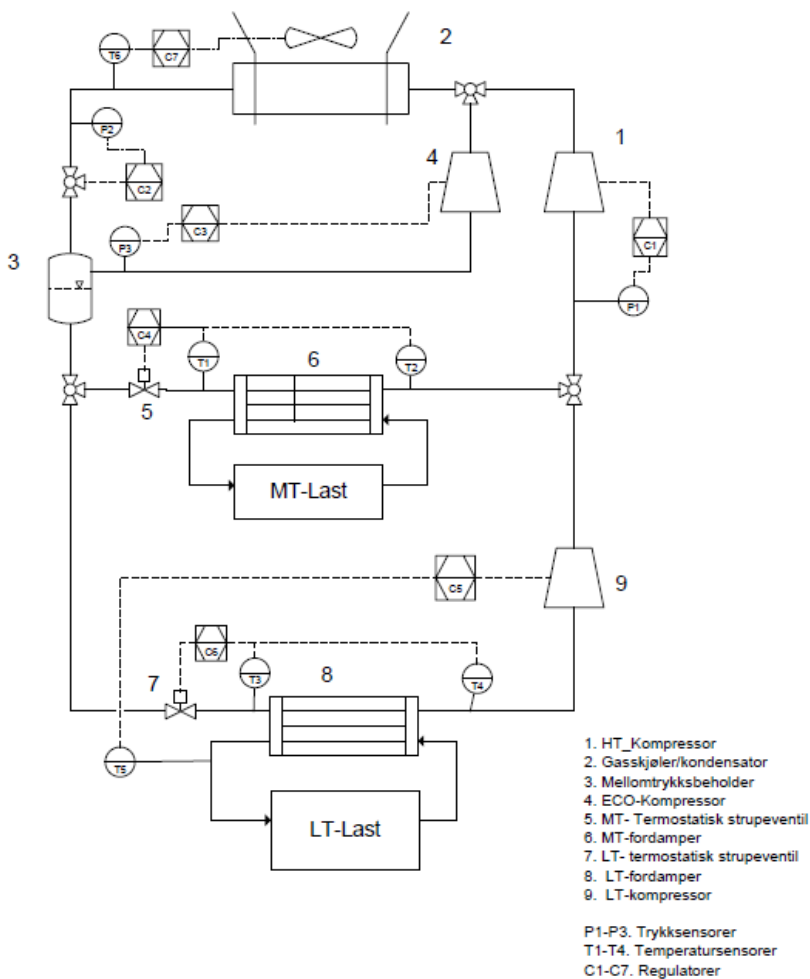 T6
C7
2
P2
1
4
C2
C3
C1
P3
3
P1
C4
T1
T2
6
5
MT-Last
C5
9
C6
8
7
T3
T4
T5
LT-Last
1. HT_Kompressor
2. Gasskjøler/kondensator
3. Mellomtrykksbeholder
4. ECO-Kompressor
5. MT- Termostatisk strupeventil
6. MT-fordamper
7. LT- termostatisk strupeventil
8. LT-fordamper
9. LT-kompressor
P1-P3. Trykksensorer
T1-T4. Temperatursensorer
C1-C7. Regulatorer